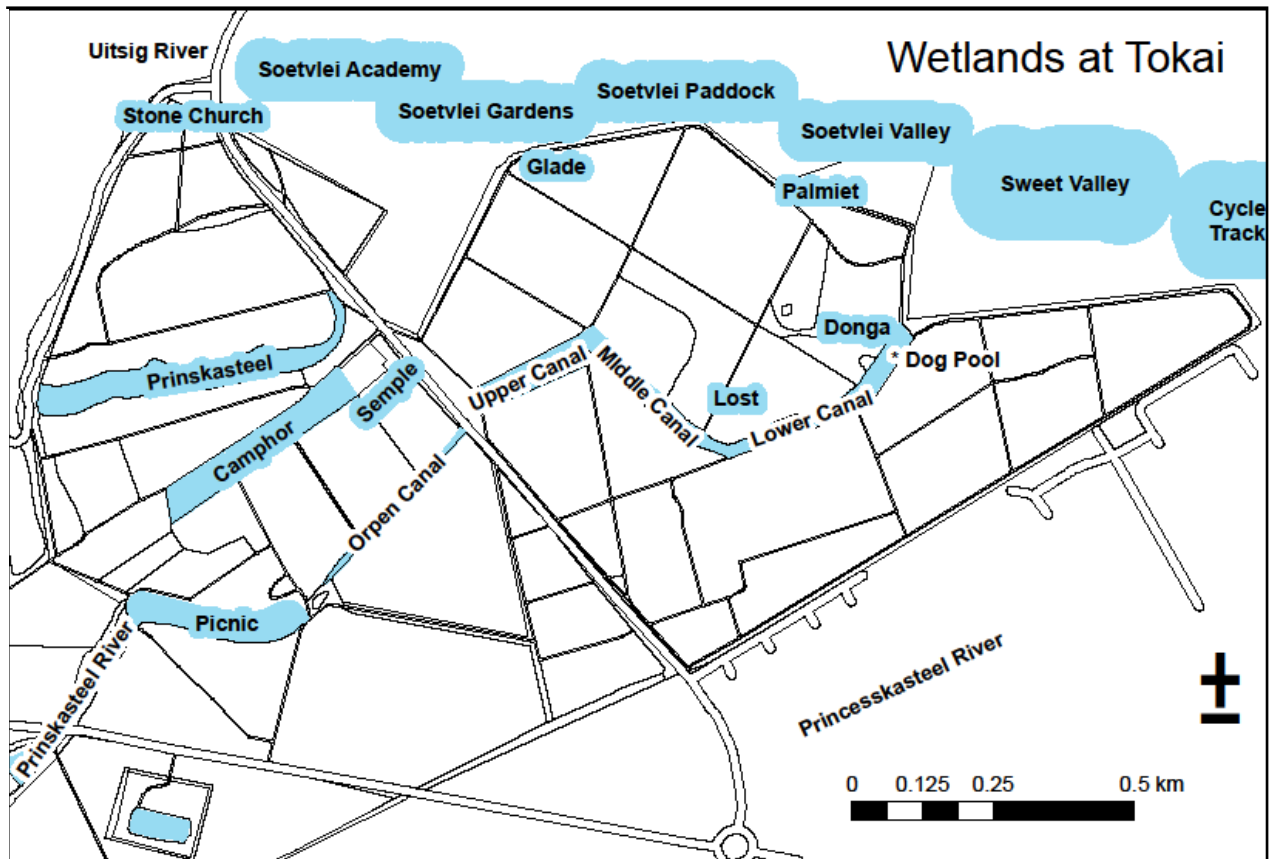 Wetlands at Tokai
Uitsig River
Soetvlei Academy
Soetvlei Gardens
Soetvlei Paddock
Stone Church
Soetvlei Valley
Glade
Palmiet
Sweet Valley
Cycle
Track
Donga
* Dog Pool
Prinskasteel
Semple
Upper Canal
MIddle Canal
Lost
Lower Canal
Camphor
Orpen Canal
Picnic
Prinskasteel River
Princesskasteel River
0 0.125 0.25 0.5 km